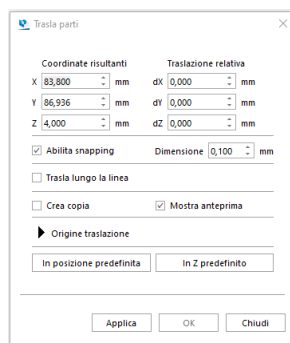 Trasla parti
Coordinate risultanti Traslazione relativa
X 83,800 mm dX 0,000 mm
Y 86,936 mm dY 0,000 mm
Z 4,000 mm dZ 0,000 mm
Abilita snapping Dimensione 0,100 mm
Trasla lungo la linea
Crea copia Mostra anteprima
Origine traslazione
In posizione predefinita In Z predefinito
Applica OK Chiudi